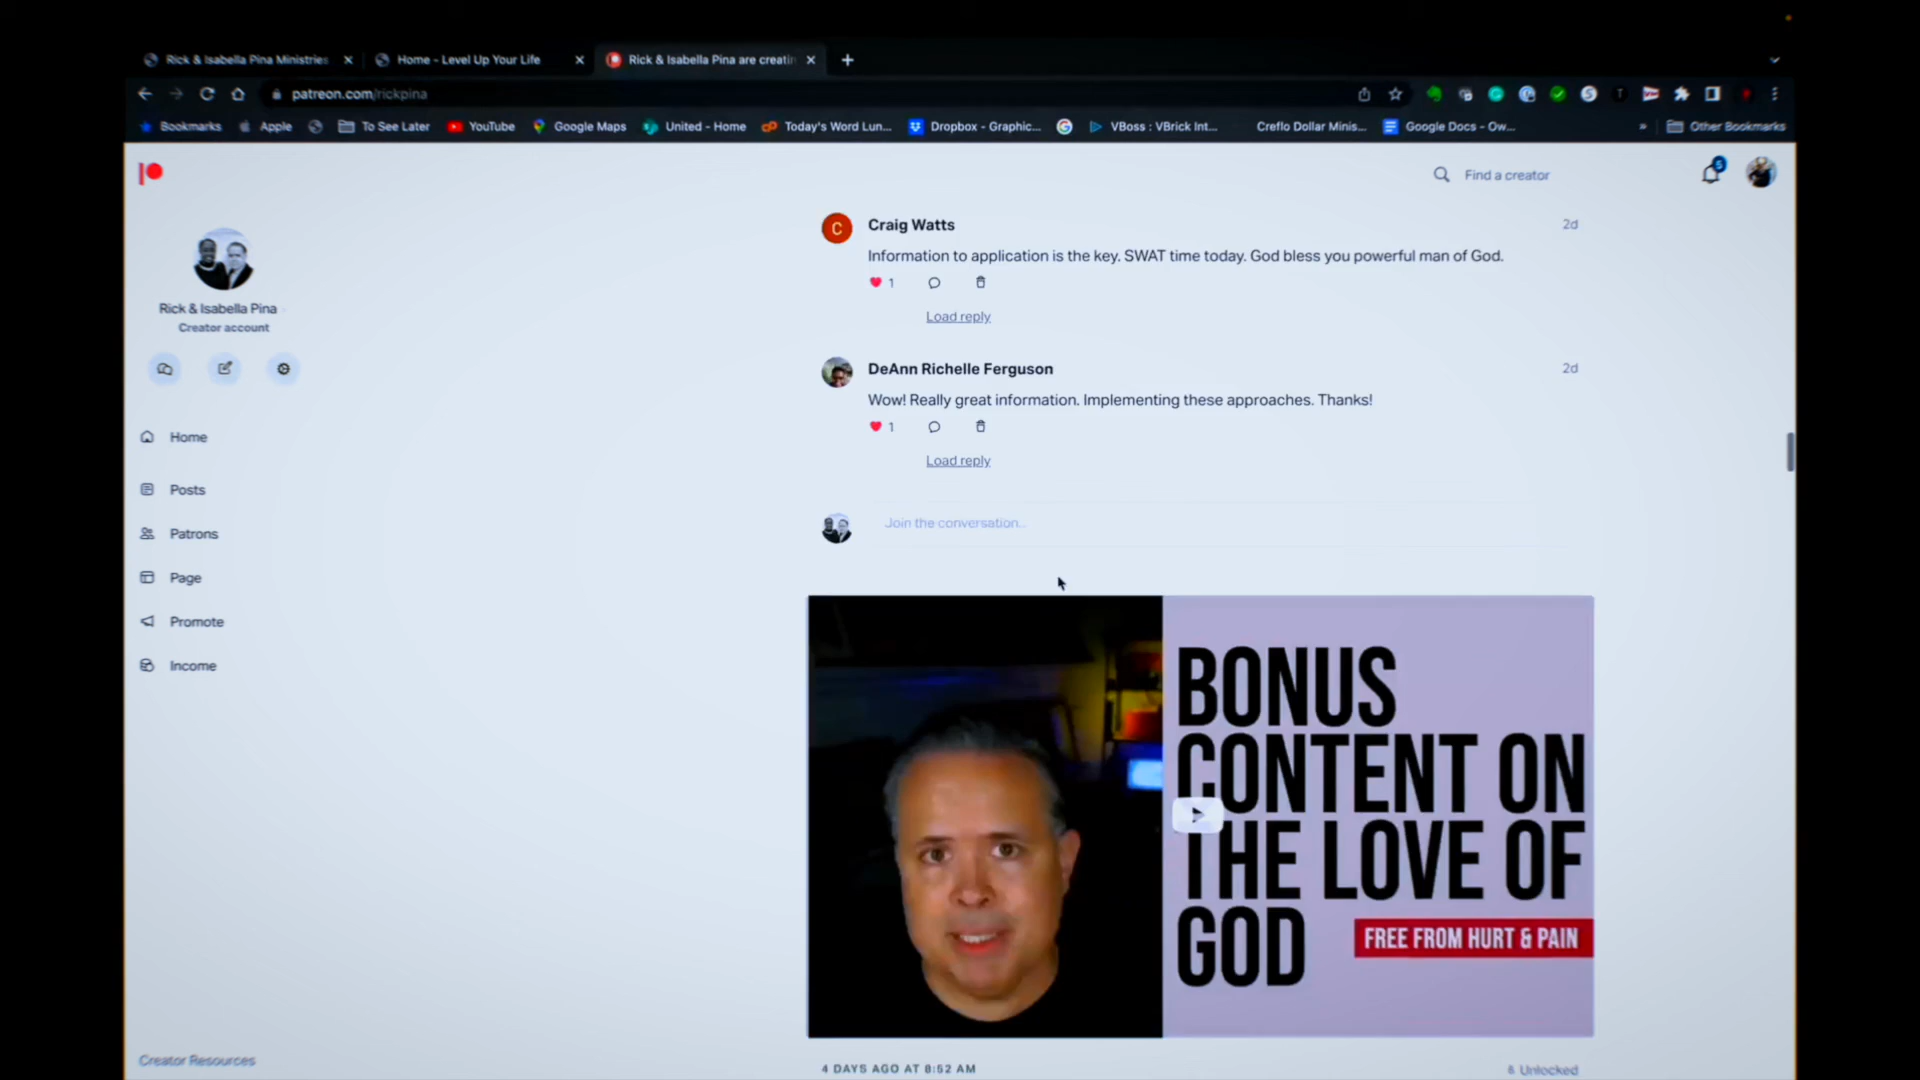 Rick & Isabella Pina Ministries
Home - Level Up Your Life
Rick & Isabella Pina are creatin
patreon.com/rickpina
Bookmarks
Apple
To See Later
YouTube
Google Maps
United - Home
Today's Word Lun...
Dropbox - Graphic...
VBoss : VBrick Int...
Creflo Dollar Minis...
Google Docs - Ow...
»
Other Bookmarks
Find a creator
5
Rick & Isabella Pina
Creator account
Home
Posts
Patrons
Page
Promote
Income
Creator Resources
C
Craig Watts
2d
Information to application is the key. SWAT time today. God bless you powerful man of God.
1
Load reply
DeAnn Richelle Ferguson
2d
Wow! Really great information. Implementing these approaches. Thanks!
1
Load reply
Join the conversation...
BONUS
CONTENT ON
THE LOVE OF
GOD
FREE FROM HURT & PAIN
4 DAYS AGO AT 8:52 AM
Unlocked